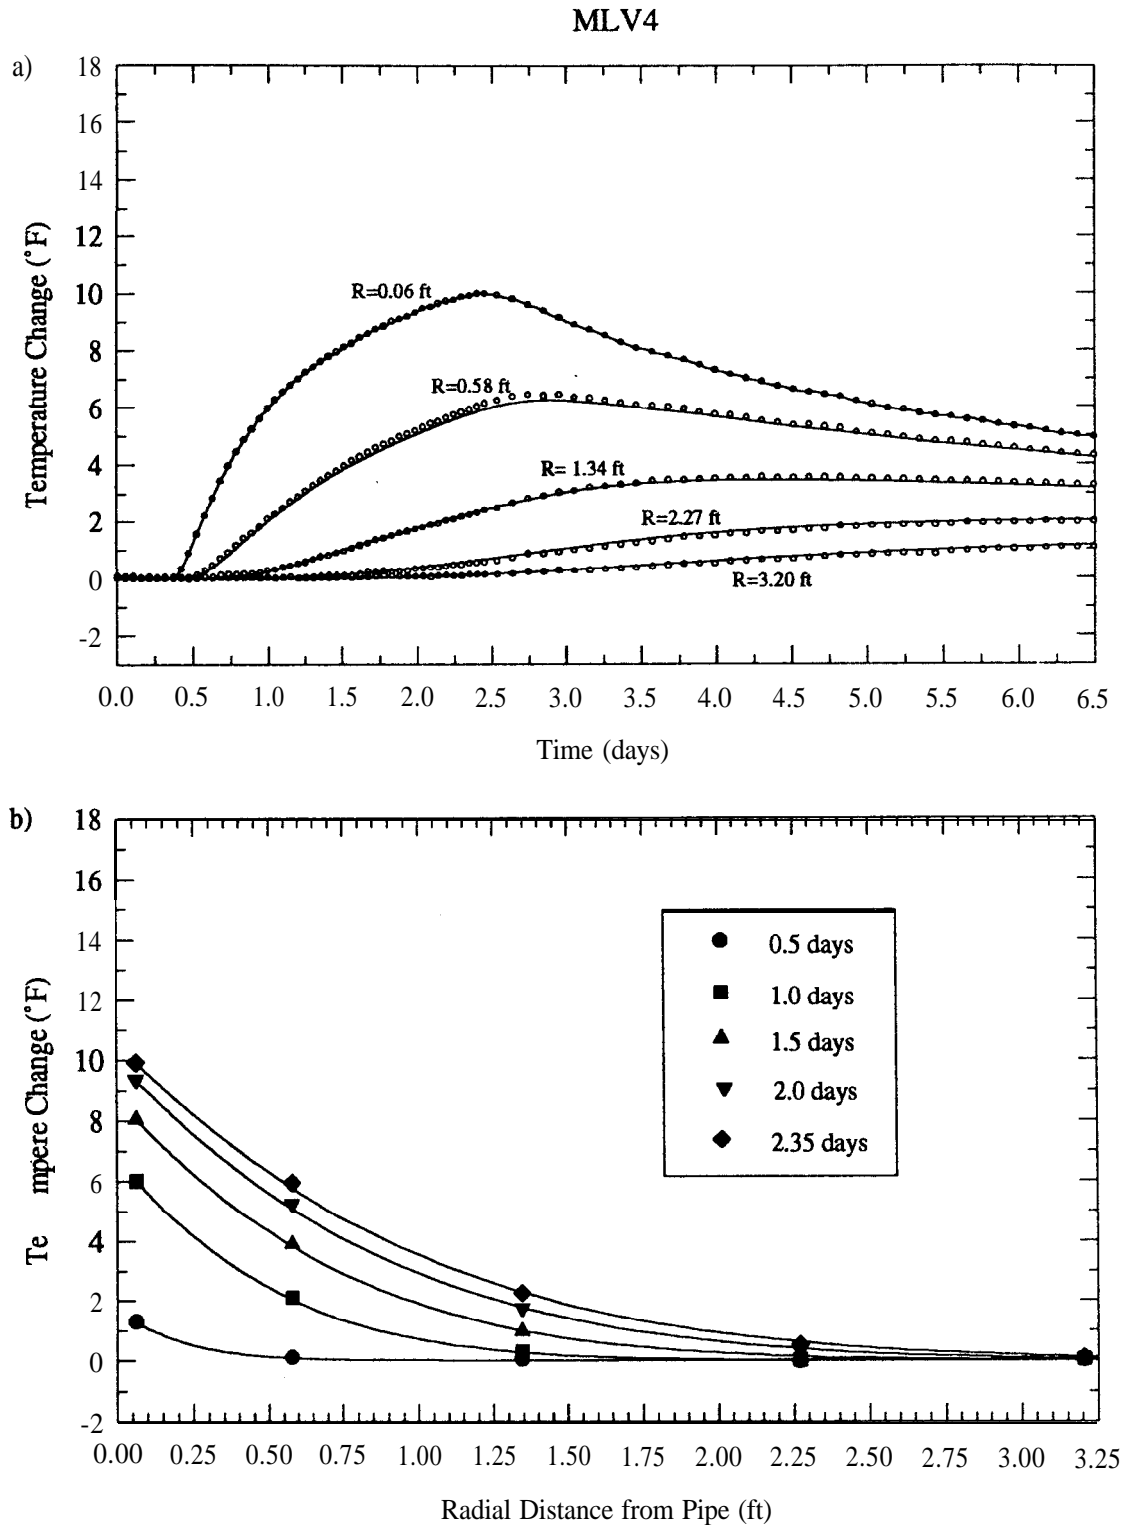 MLV4
a)
18
16
14
12
10
8
6
4
2
0
-2
Temperature Change (°F)
R=0.06 ft
R=0.58 ft
R= 1.34 ft
R=2.27 ft
R=3.20 ft
0.0 0.5 1.0 1.5 2.0 2.5 3.0 3.5 4.0 4.5 5.0 5.5 6.0 6.5
Time (days)
b)
18
16
14
12
10
8
6
4
2
0
-2
Te mpere Change (°F)
0.5 days
1.0 days
1.5 days
2.0 days
2.35 days
0.00 0.25 0.50 0.75 1.00 1.25 1.50 1.75 2.00 2.25 2.50 2.75 3.00 3.25
Radial Distance from Pipe (ft)